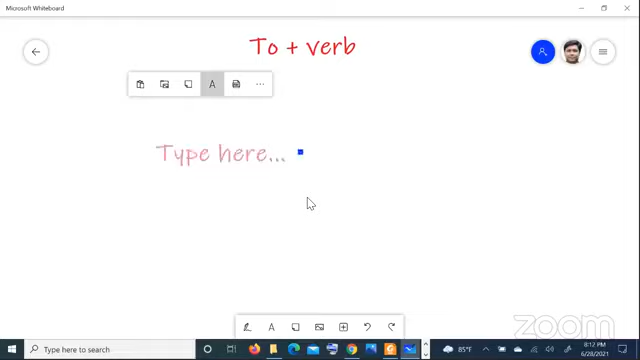 Microsoft Whiteboard
To + verb
A
Type here...
A
zoom
Type here to search
85°F
8:12 PM
6/28/2021